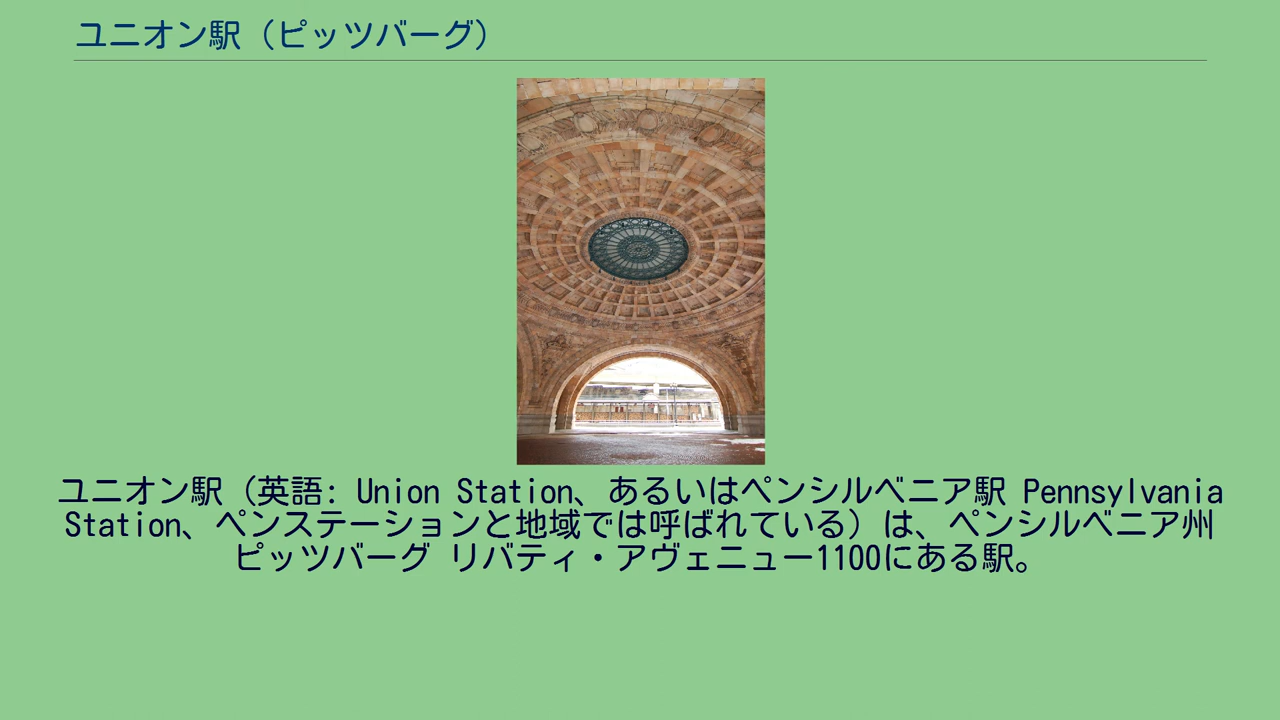 ユニオン駅（ピッツバーグ）
ユニオン駅（英語: Union Station、あるいはペンシルベニア駅 Pennsylvania
Station、ペンステーションと地域では呼ばれている）は、ペンシルベニア州
ピッツバーグ リバティ・アヴェニュー1100にある駅。